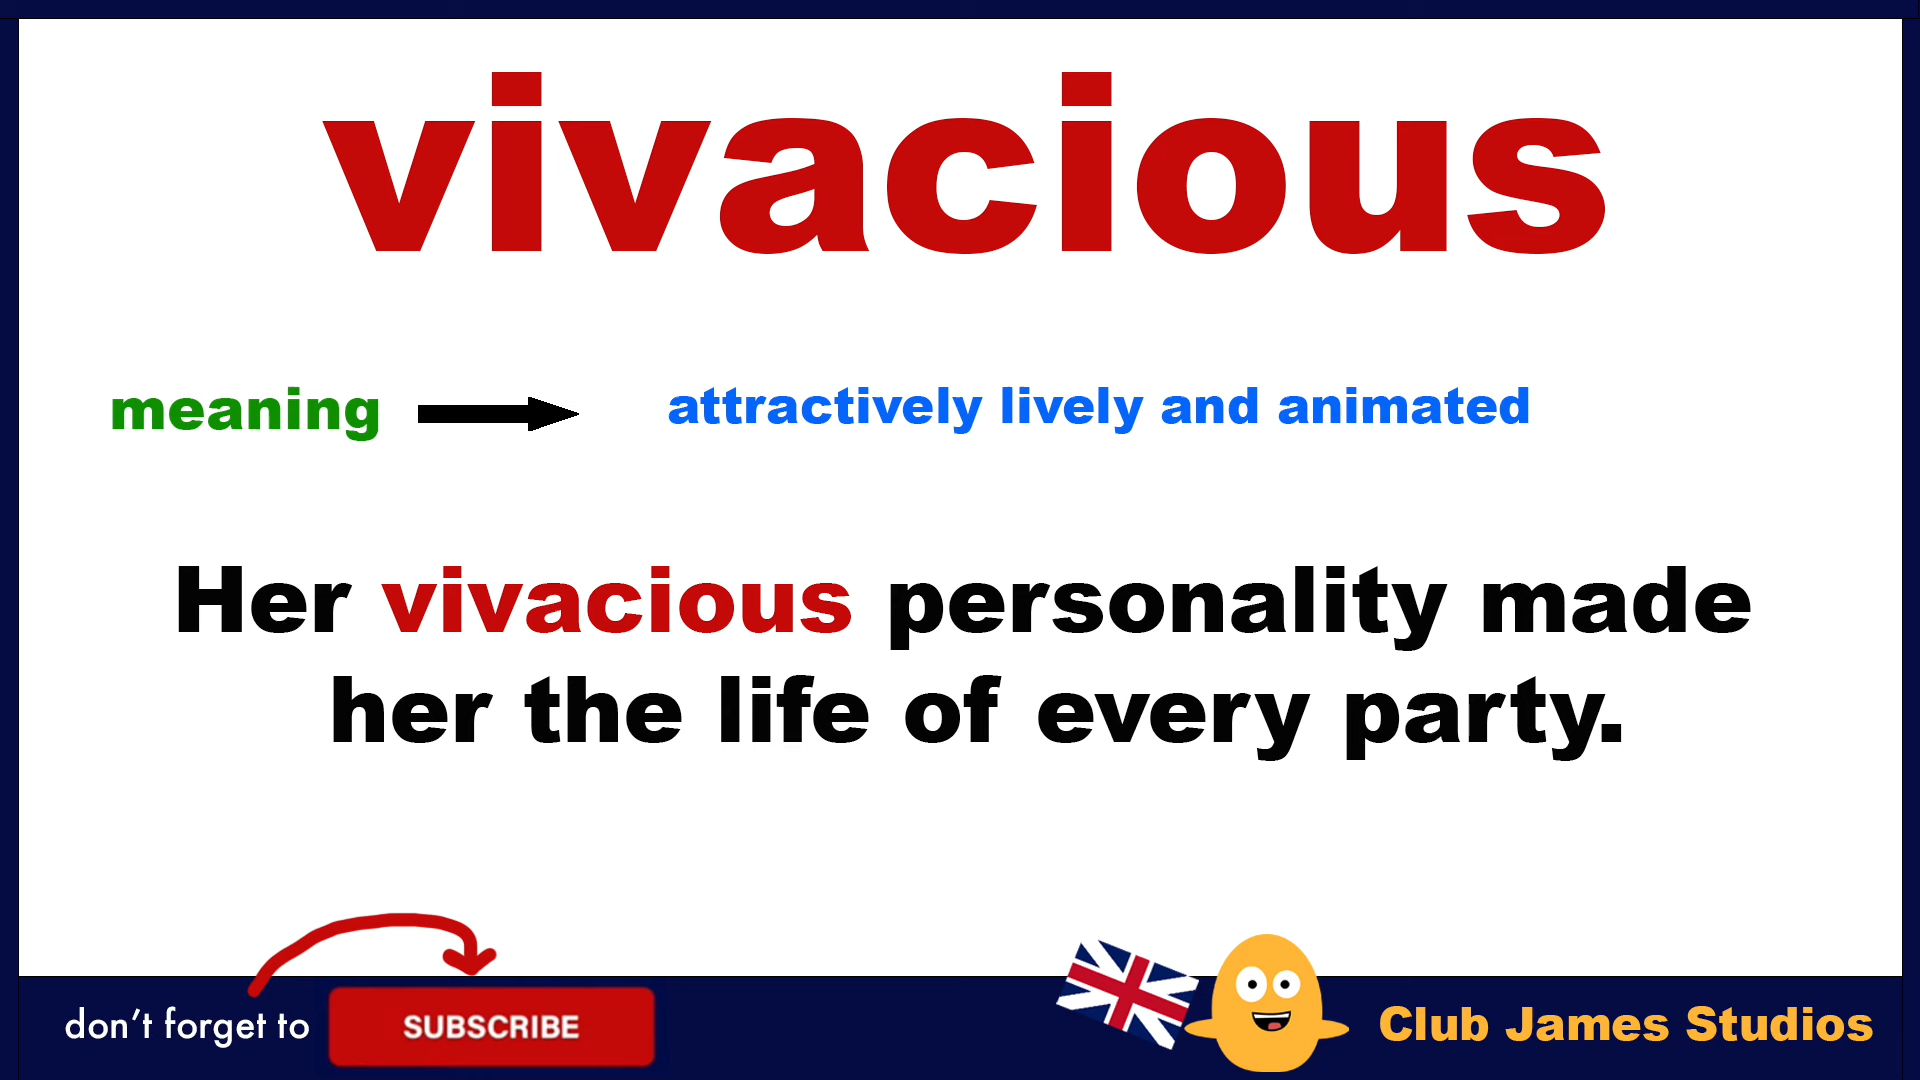 vivacious
meaning
attractively lively and animated
Her vivacious personality made
her the life of every party.
don't forget to
SUBSCRIBE
Club James Studios